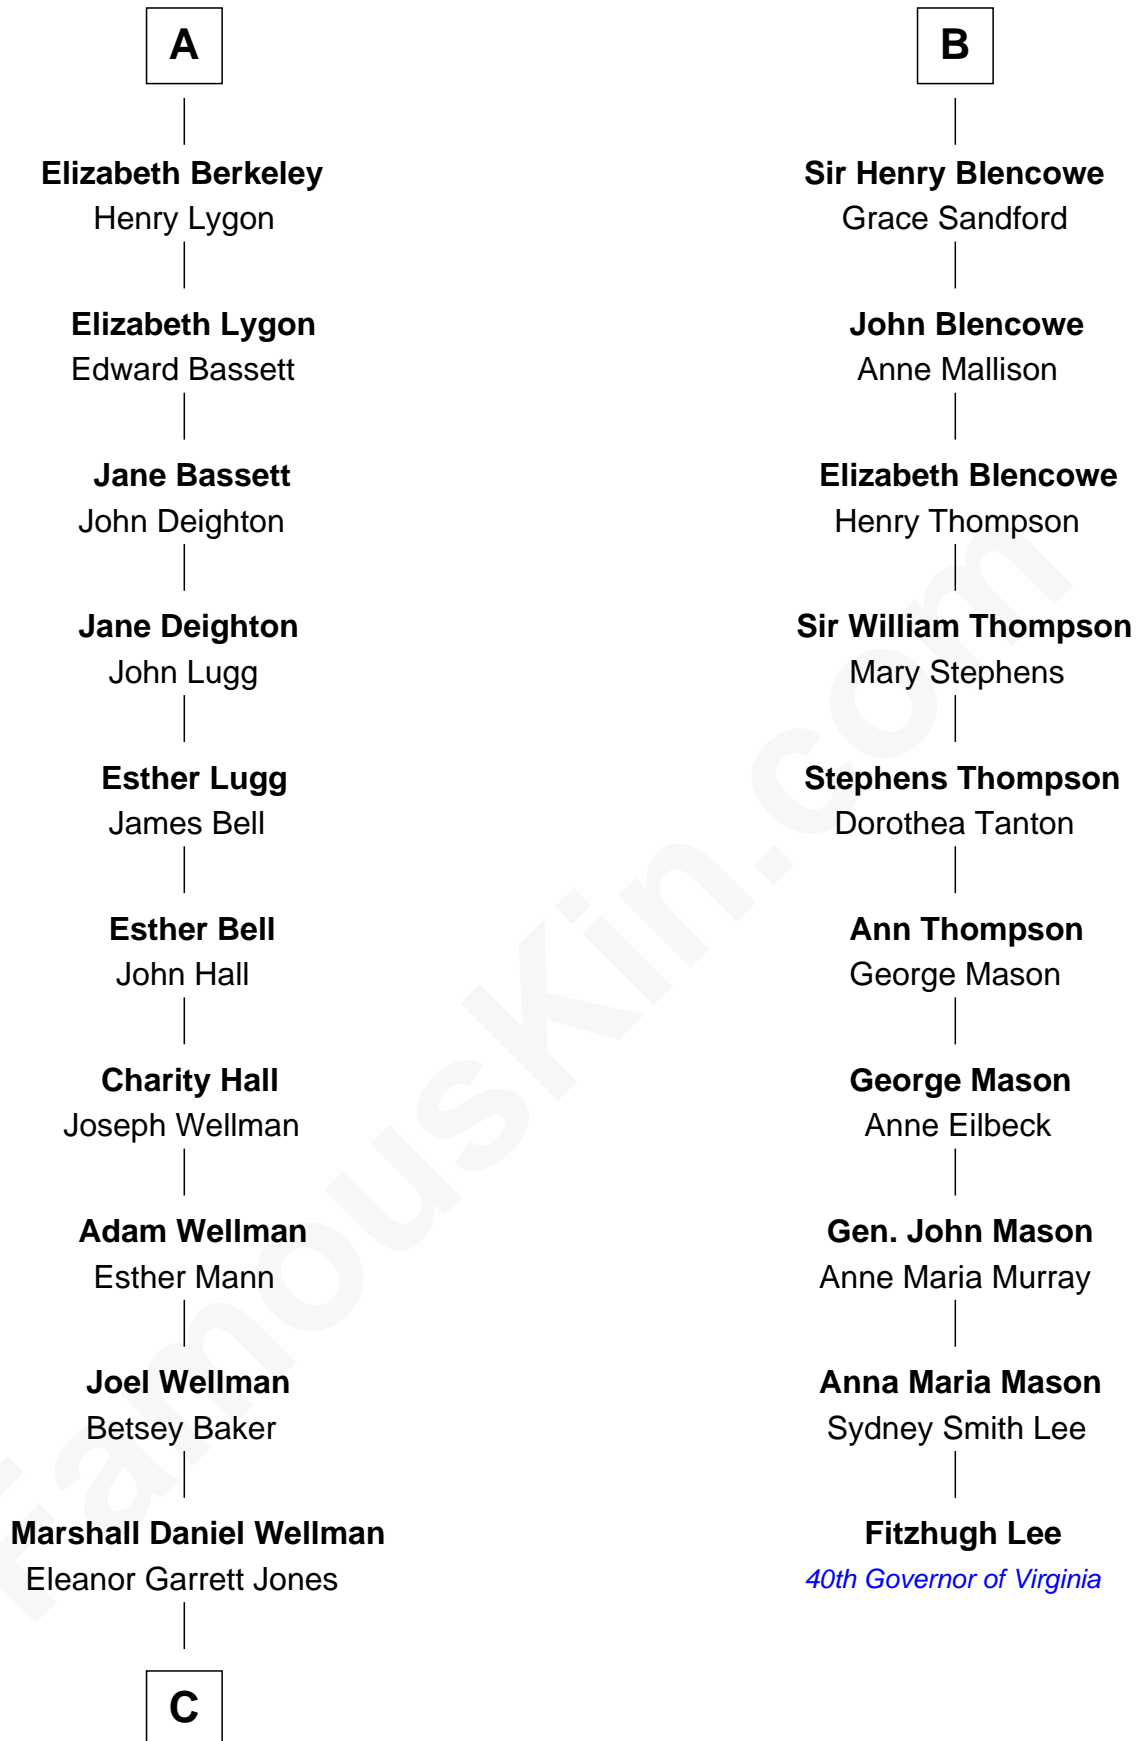 A
Elizabeth Berkeley
Henry Lygon
Elizabeth Lygon
Edward Bassett
Jane Bassett
John Deighton
Jane Deighton
John Lugg
Esther Lugg
James Bell
Esther Bell
John Hall
Charity Hall
Joseph Wellman
Adam Wellman
Esther Mann
Joel Wellman
Betsey Baker
Marshall Daniel Wellman
Eleanor Garrett Jones
C
B
Sir Henry Blencowe
Grace Sandford
John Blencowe
Anne Mallison
Elizabeth Blencowe
Henry Thompson
Sir William Thompson
Mary Stephens
Stephens Thompson
Dorothea Tanton
Ann Thompson
George Mason
George Mason
Anne Eilbeck
Gen. John Mason
Anne Maria Murray
Anna Maria Mason
Sydney Smith Lee
Fitzhugh Lee
40th Governor of Virginia
FamousKin.com